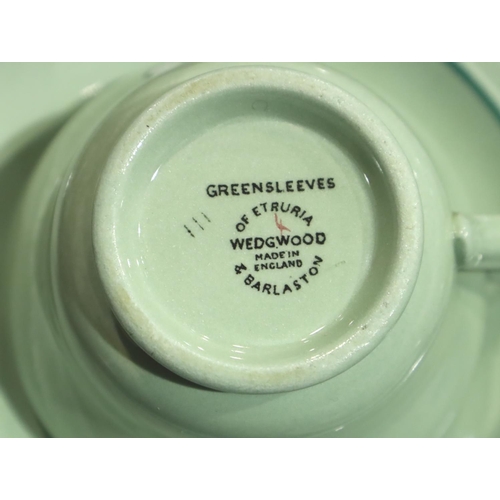 GREENSLEEVES
OF ETRURIA
WEDGWOOD
MADE IN
ENGLAND
& BARLASTON